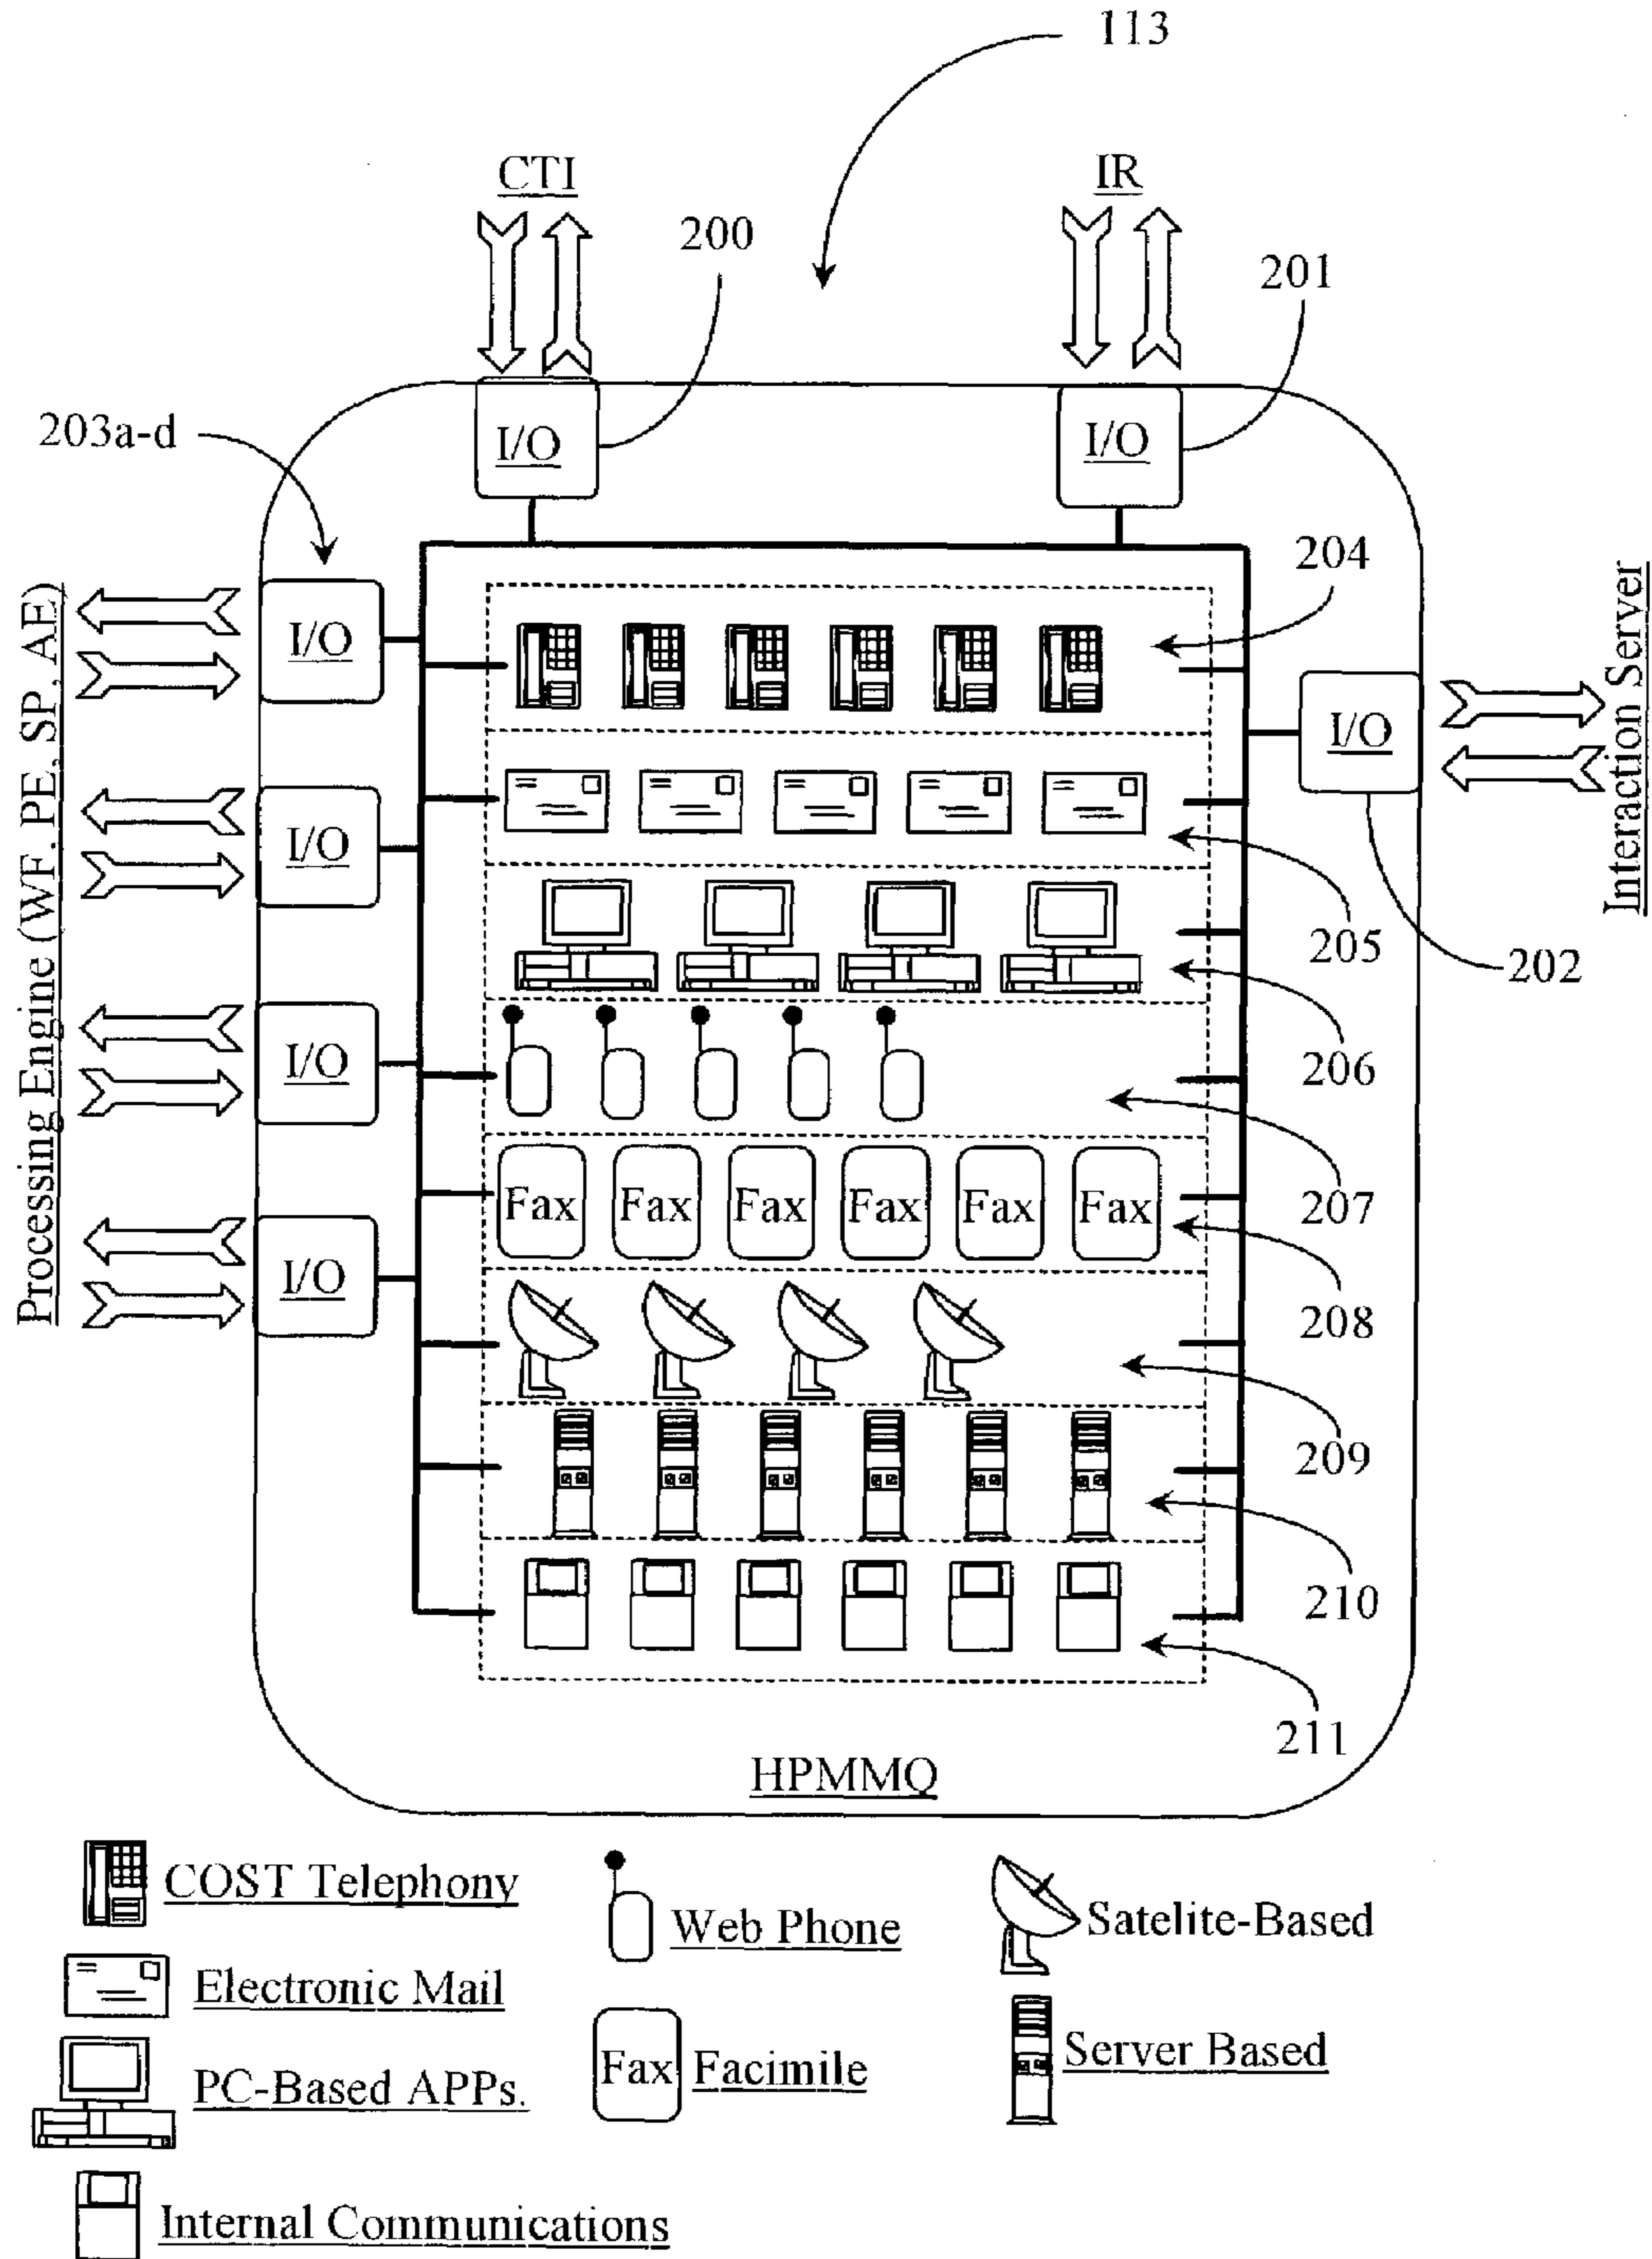 113
CTI
IR
200
201
203a-d
I/O
I/O
204
I/O
I/O
Processing Engine (WF. PE, SP, AE)
Interaction Server
I/O
205
202
I/O
206
Fax Fax Fax Fax Fax Fax
207
I/O
208
209
210
211
HPMMQ
COST Telephony
Web Phone
Satelite-Based
Electronic Mail
Fax
Facimile
Server Based
PC-Based APPs.
Internal Communications